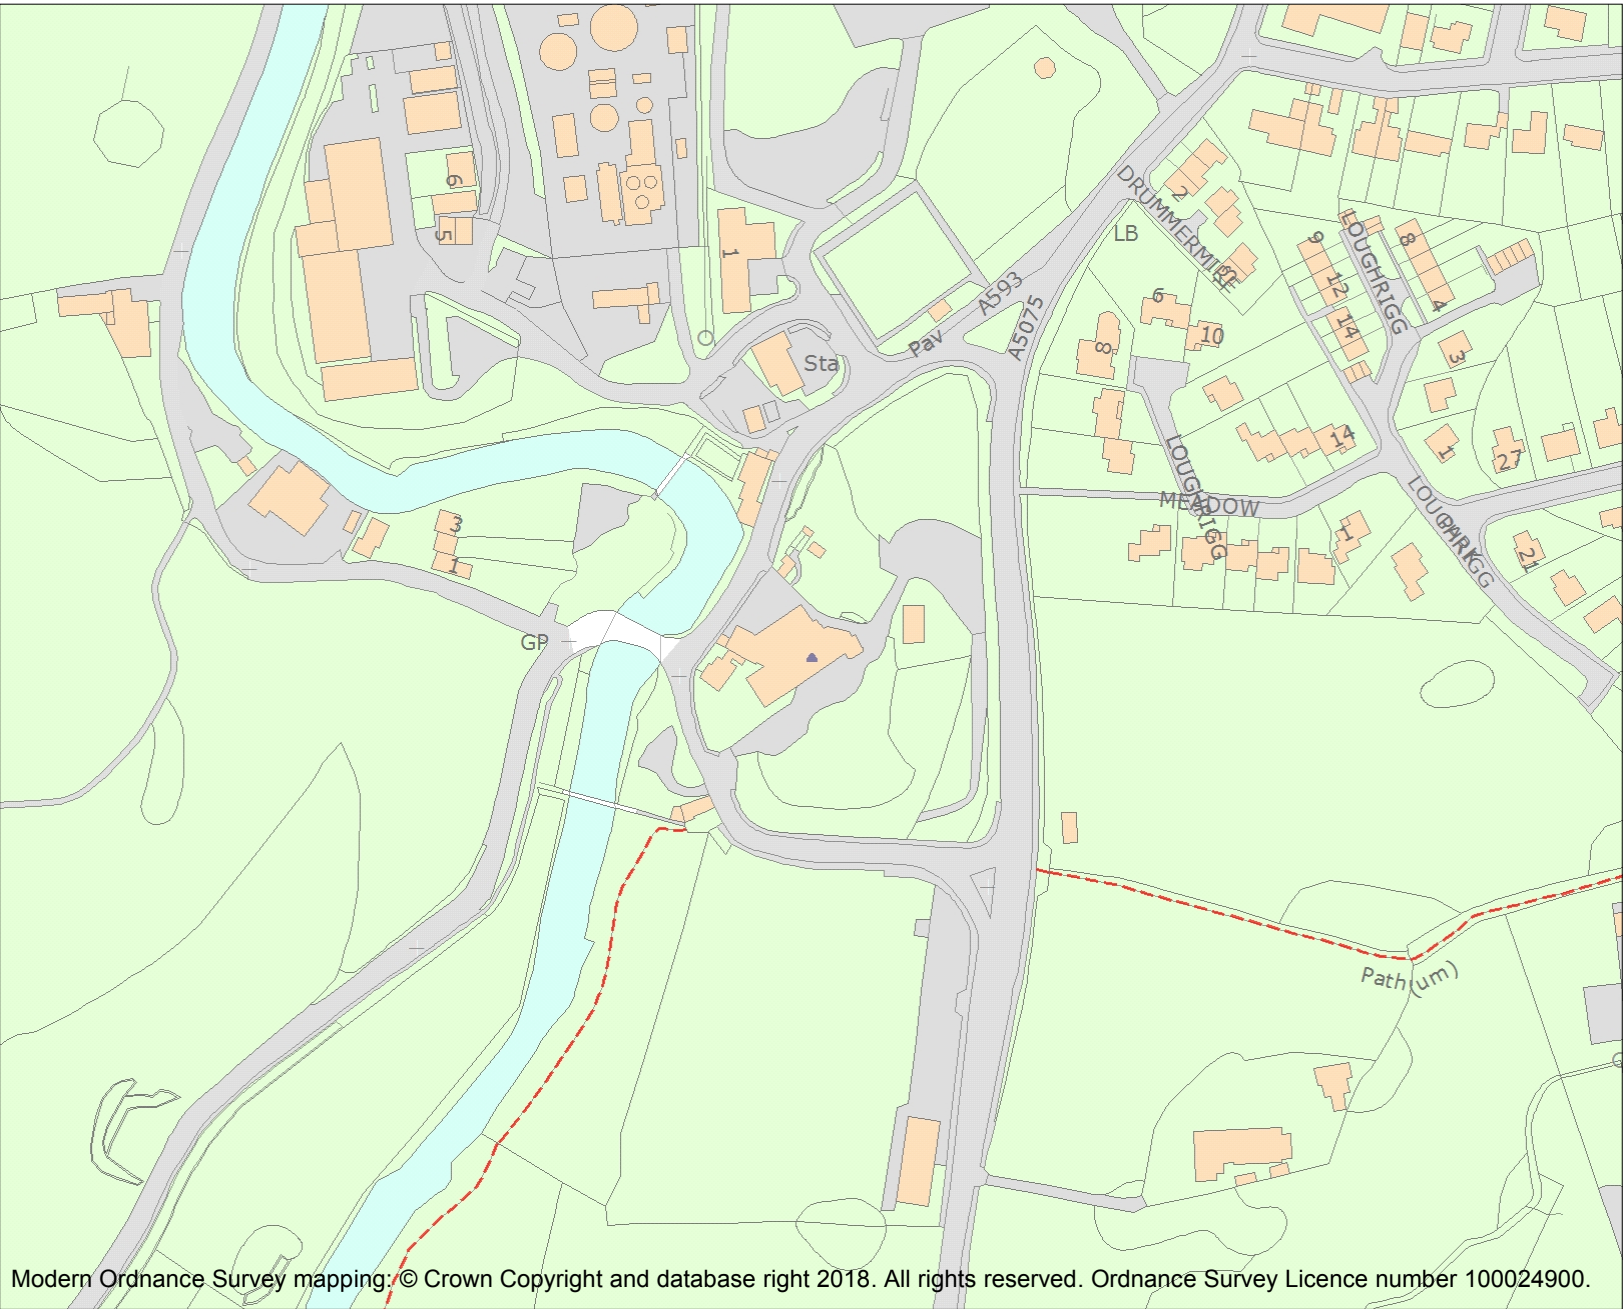 6
5
1
Sta
Pav
A593
A5075
DRUMMERMIRE
2
3
LB
6
10
8
9
12
14
LOUGHRIGG
8
4
3
14
1
27
LOUGHRIGG
MEADOW
1
LOUGHRIGG
PARK
21
3
1
GP
Path (um)
Modern Ordnance Survey mapping: © Crown Copyright and database right 2018. All rights reserved. Ordnance Survey Licence number 100024900.